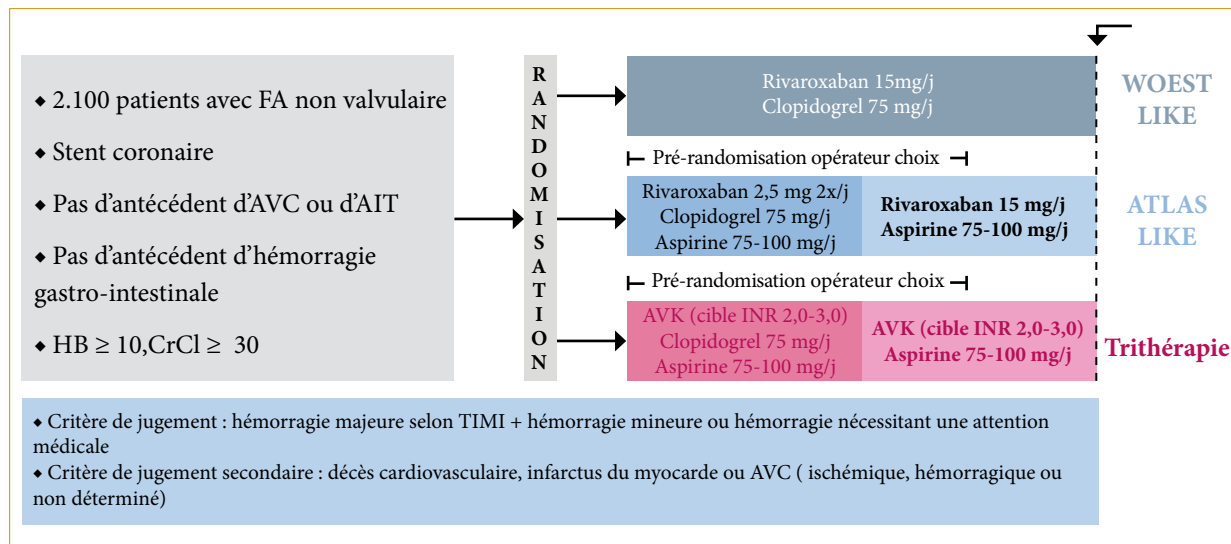 ◆ 2.100 patients avec FA non valvulaire
◆ Stent coronaire
◆ Pas d'antécédent d'AVC ou d'AIT
◆ Pas d'antécédent d'hémorragie
gastro-intestinale
◆ HB ≥ 10,CrCl ≥ 30
RANDOMISATION
Rivaroxaban 15mg/j
Clopidogrel 75 mg/j
WOEST
LIKE
Pré-randomisation opérateur choix
Rivaroxaban 2,5 mg 2x/j
Clopidogrel 75 mg/j
Aspirine 75-100 mg/j
Rivaroxaban 15 mg/j
Aspirine 75-100 mg/j
ATLAS
LIKE
Pré-randomisation opérateur choix
AVK (cible INR 2,0-3,0)
Clopidogrel 75 mg/j
Aspirine 75-100 mg/j
AVK (cible INR 2,0-3,0)
Aspirine 75-100 mg/j
Trithérapie
◆ Critère de jugement : hémorragie majeure selon TIMI + hémorragie mineure ou hémorragie nécessitant une attention
médicale
◆ Critère de jugement secondaire : décès cardiovasculaire, infarctus du myocarde ou AVC ( ischémique, hémorragique ou
non déterminé)